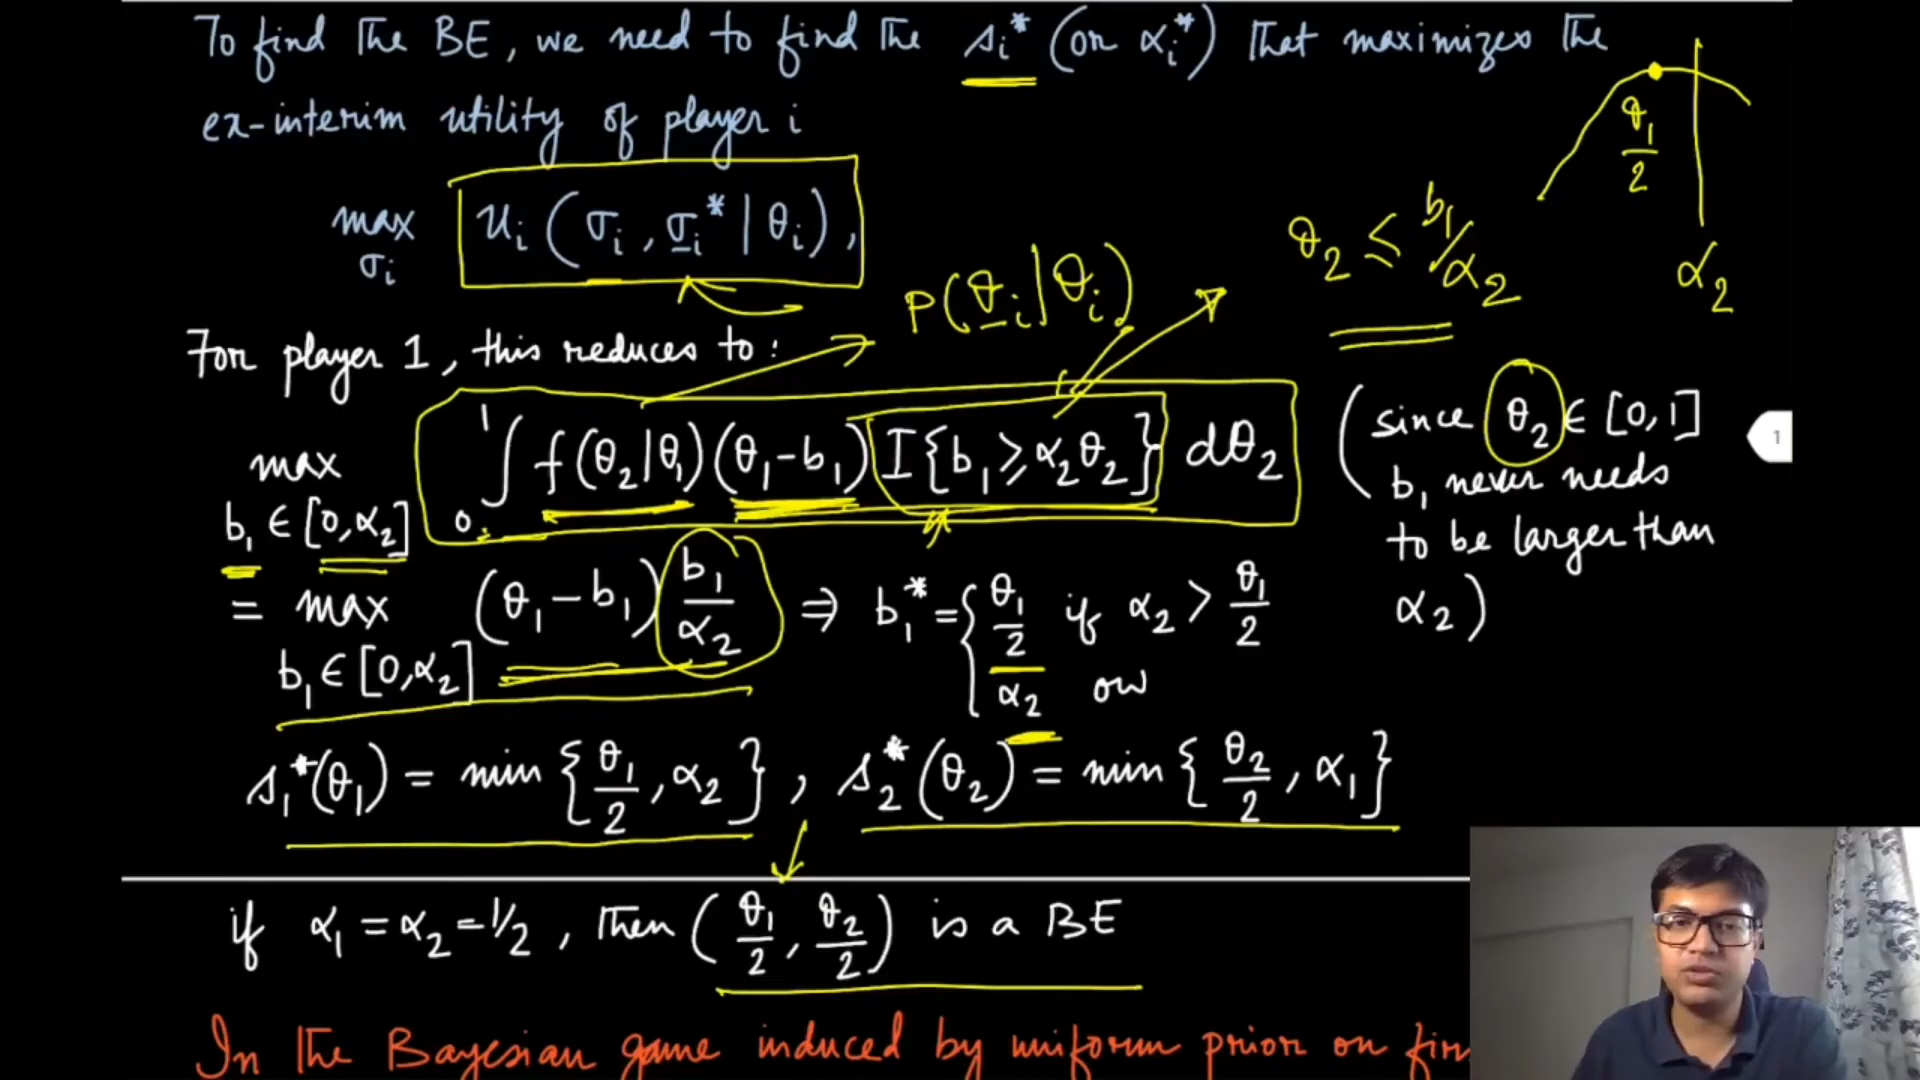 To find the BE, we need to find the s_i^* (or α_i^*) that maximizes the
ex-interim utility of player i
θ_1/2
max_{σ_i} u_i(σ_i, σ_{-i}^* | θ_i),
θ_2 ≤ b_1/α_2
α_2
P(θ_{-i} | θ_i)
For player 1, this reduces to:
max_{b_1 ∈ [0, α_2]} ∫_0^1 f(θ_2|θ_1)(θ_1 - b_1) I{b_1 ≥ α_2θ_2} dθ_2
(since θ_2 ∈ [0,1]
b_1 never needs
to be larger than
α_2)
1
= max_{b_1 ∈ [0, α_2]} (θ_1 - b_1) b_1/α_2 ⇒ b_1^* = { θ_1/2 if α_2 > θ_1/2
α_2 ow
s_1^*(θ_1) = min{θ_1/2, α_2}, s_2^*(θ_2) = min{θ_2/2, α_1}
if α_1 = α_2 = 1/2, then (θ_1/2, θ_2/2) is a BE
In the Bayesian game induced by uniform prior on fir